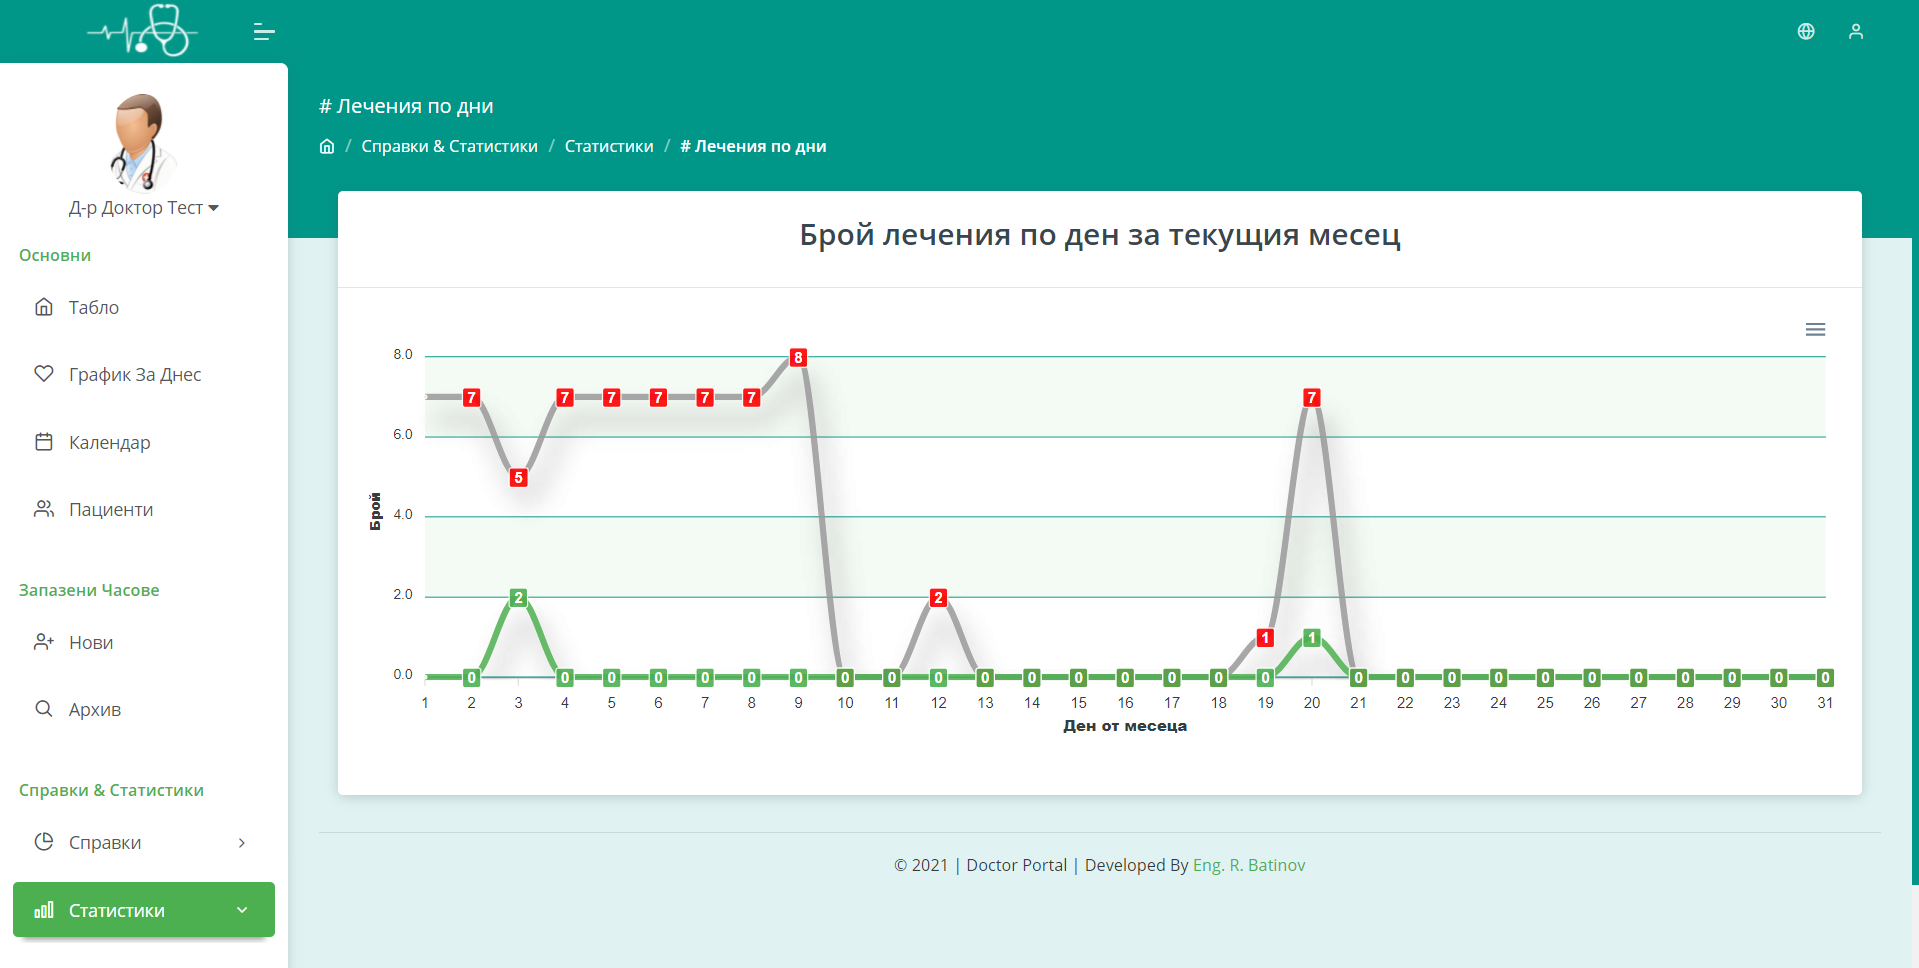 # Лечения по дни
/ Справки & Статистики / Статистики / # Лечения по дни
Д-р Доктор Тест
Основни
Табло
График За Днес
Календар
Пациенти
Запазени Часове
Нови
Архив
Справки & Статистики
Справки
Статистики
Брой лечения по ден за текущия месец
8.0
6.0
4.0
2.0
0.0
Брой
8
7 7 7 7 7 7 7
5
2 2
1 1
0 0 0 0 0 0 0 0 0 0 0 0 0 0 0 0 0 0 0 0 0 0 0 0 0 0 0 0
1 2 3 4 5 6 7 8 9 10 11 12 13 14 15 16 17 18 19 20 21 22 23 24 25 26 27 28 29 30 31
Ден от месеца
© 2021 | Doctor Portal | Developed By Eng. R. Batinov